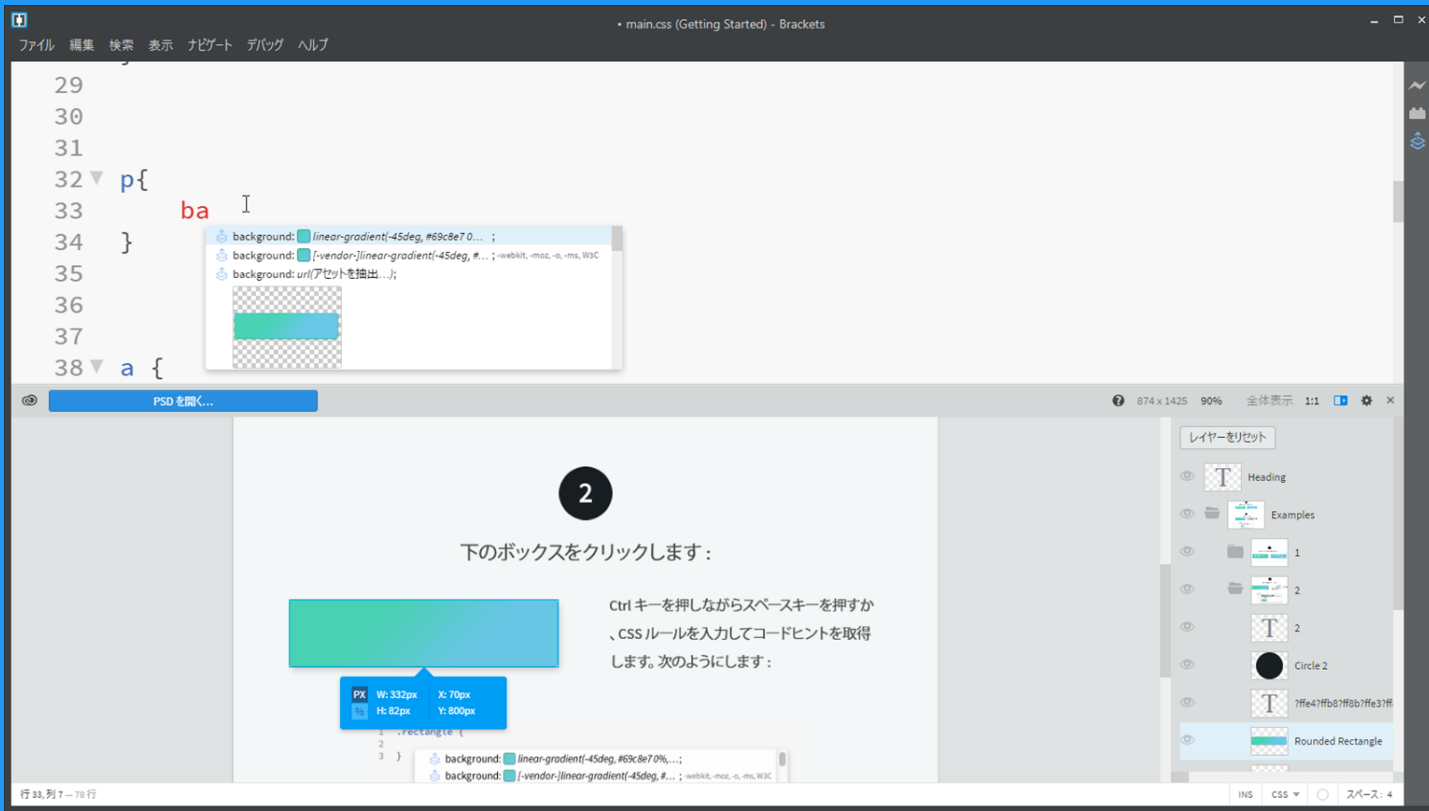 • main.css (Getting Started) - Brackets
ファイル 編集 検索 表示 ナビゲート デバッグ ヘルプ
29
30
31
32 p{
33 ba
34 }
35
36
37
38 a {
background: linear-gradient(-45deg, #69c8e7 0... ;
background: [-vendor-]linear-gradient(-45deg, #... ; -webkit, -moz, -o, -ms, W3C
background: url(アセットを抽出...);
PSD を開く...
874 x 1425 90% 全体表示 1:1
2
下のボックスをクリックします :
Ctrl キーを押しながらスペースキーを押すか
、CSS ルールを入力してコードヒントを取得
します。次のようにします :
PX W: 332px X: 70px
% H: 82px Y: 800px
1 .rectangle {
2
3 }
background: linear-gradient(-45deg, #69c8e7 0%,...;
background: [-vendor-]linear-gradient(-45deg, #... ; -webkit, -moz, -o, -ms, W3C
レイヤーをリセット
T Heading
Examples
1
2
T 2
Circle 2
T ?ffe4?ffb8?ff8b?ffe3?ff
Rounded Rectangle
行 33, 列 7 — 78 行
INS CSS スペース: 4